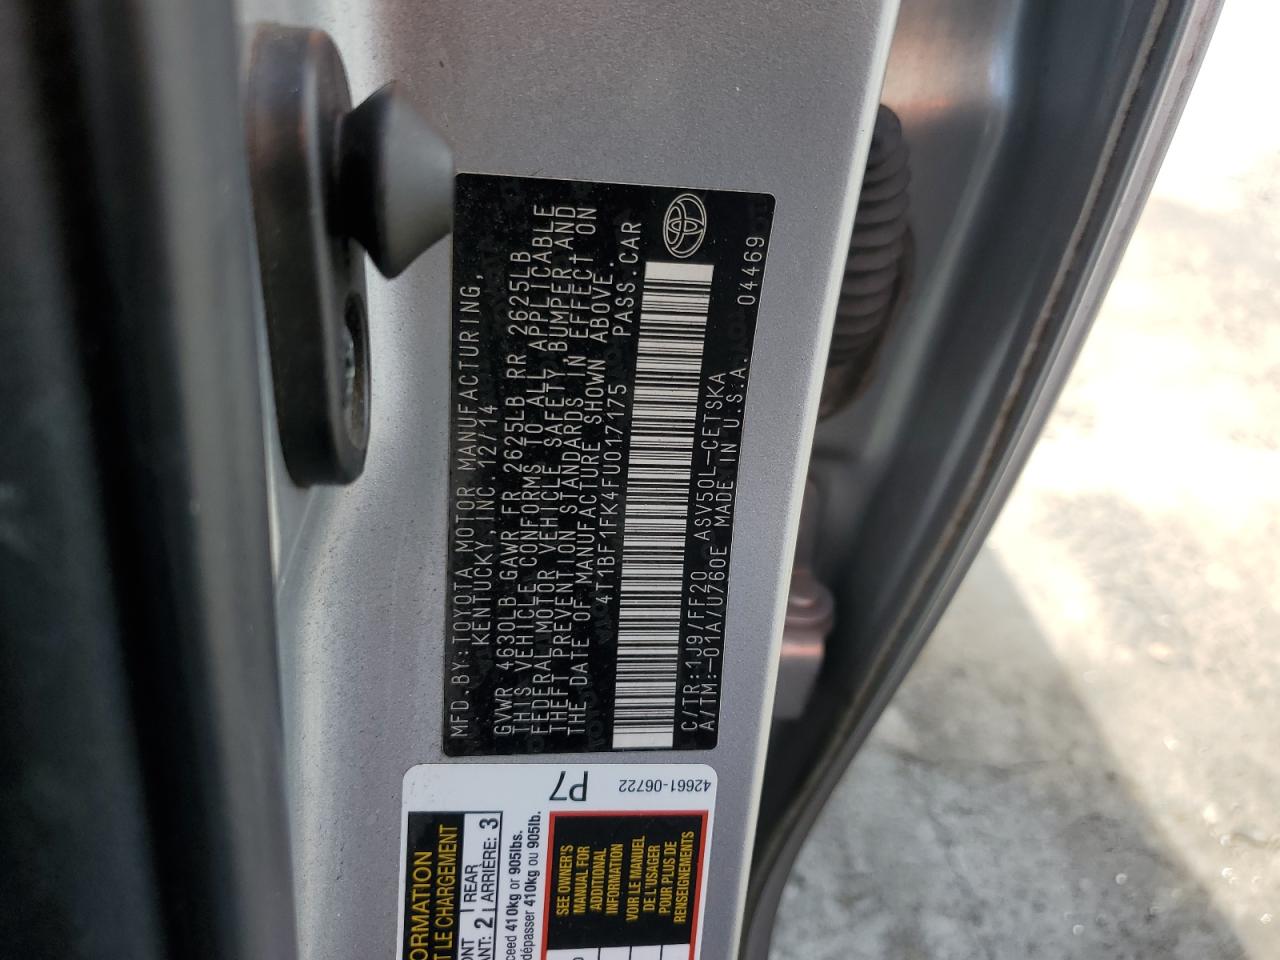 MFD.BY:TOYOTA MOTOR MANUFACTURING,
KENTUCKY,INC. 12/14
GVWR 4630LB GAWR FR 2625LB RR 2625LB
THIS VEHICLE CONFORMS TO ALL APPLICABLE
FEDERAL MOTOR VEHICLE SAFETY,BUMPER,AND
THEFT PREVENTION STANDARDS IN EFFECT ON
THE DATE OF MANUFACTURE SHOWN ABOVE.
4T1BF1FK4FU017175 PASS.CAR
C/TR:1J9/FF20 ASV50L-CETSKA
A/TM:-01A/U760E MADE IN U.S.A. 04469
P7
42661-06722
ORMATION
T LE CHARGEMENT
ONT 2 REAR 3
ANT: ARRIÈRE:
ceed 410kg or 905lbs.
dépasser 410kg ou 905lb.
SEE OWNER'S
MANUAL FOR
ADDITIONAL
INFORMATION
VOIR LE MANUEL
DE L'USAGER
POUR PLUS DE
RENSEIGNEMENTS